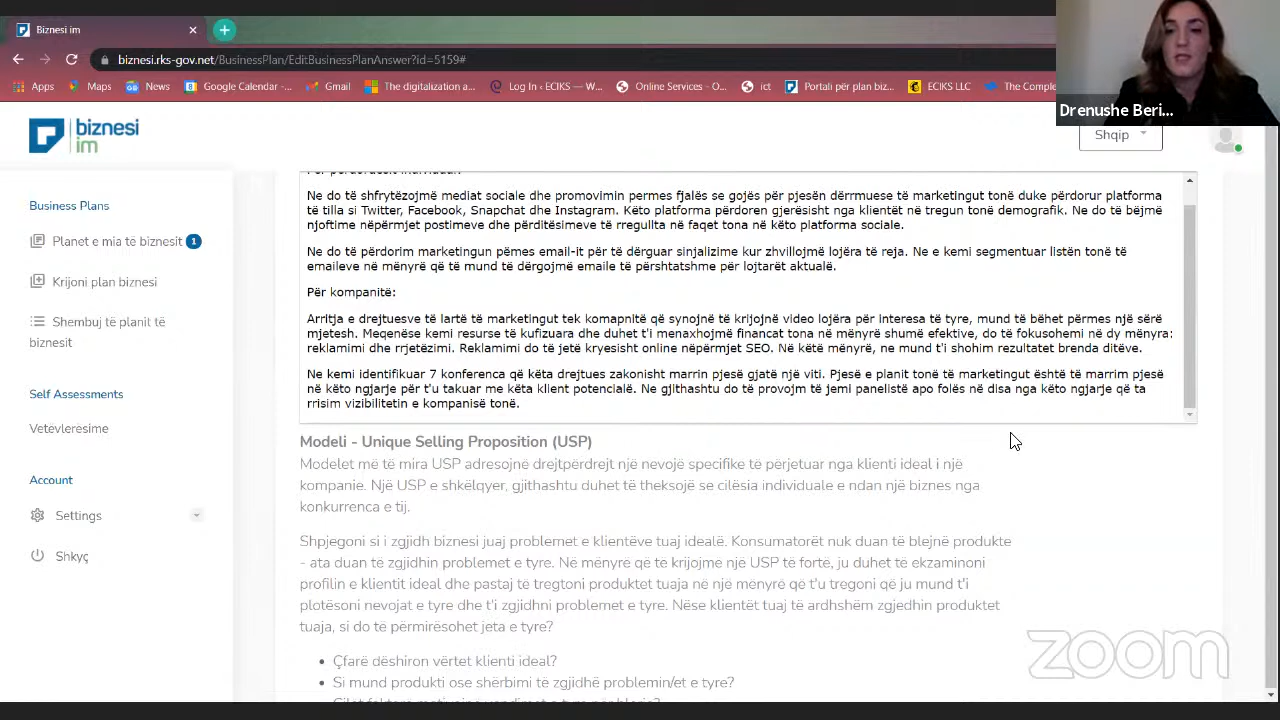 Biznesi im
biznesi.rks-gov.net/BusinessPlan/EditBusinessPlanAnswer?id=5159#
Apps
Maps
News
Google Calendar -...
Gmail
The digitalization a...
Log In ‹ ECIKS — W...
Online Services - O...
ict
Portali për plan biz...
ECIKS LLC
The Comple
Drenushe Beri...
biznesi
im
Shqip
Business Plans
Planet e mia të biznesit 1
Krijoni plan biznesi
Shembuj të planit të
biznesit
Self Assessments
Vetëvlerësime
Account
Settings
Shkyç
Për përdoruesit individual:
Ne do të shfrytëzojmë mediat sociale dhe promovimin permes fjalës se gojës për pjesën dërrmuese të marketingut tonë duke përdorur platforma
të tilla si Twitter, Facebook, Snapchat dhe Instagram. Këto platforma përdoren gjerësisht nga klientët në tregun tonë demografik. Ne do të bëjmë
njoftime nëpërmjet postimeve dhe përditësimeve të rregullta në faqet tona në këto platforma sociale.
Ne do të përdorim marketingun pëmes email-it për të dërguar sinjalizime kur zhvillojmë lojëra të reja. Ne e kemi segmentuar listën tonë të
emaileve në mënyrë që të mund të dërgojmë emaile të përshtatshme për lojtarët aktualë.
Për kompanitë:
Arritja e drejtuesve të lartë të marketingut tek komapnitë që synojnë të krijojnë video lojëra për interesa të tyre, mund të bëhet përmes një sërë
mjetesh. Meqenëse kemi resurse të kufizuara dhe duhet t'i menaxhojmë financat tona në mënyrë shumë efektive, do të fokusohemi në dy mënyra:
reklamimi dhe rrjetëzimi. Reklamimi do të jetë kryesisht online nëpërmjet SEO. Në këtë mënyrë, ne mund t'i shohim rezultatet brenda ditëve.
Ne kemi identifikuar 7 konferenca që këta drejtues zakonisht marrin pjesë gjatë një viti. Pjesë e planit tonë të marketingut është të marrim pjesë
në këto ngjarje për t'u takuar me këta klient potencialë. Ne gjithashtu do të provojm të jemi panelistë apo folës në disa nga këto ngjarje që ta
rrisim vizibilitetin e kompanisë tonë.
Modeli - Unique Selling Proposition (USP)
Modelet më të mira USP adresojnë drejtpërdrejt një nevojë specifike të përjetuar nga klienti ideal i një
kompanie. Një USP e shkëlqyer, gjithashtu duhet të theksojë se cilësia individuale e ndan një biznes nga
konkurrenca e tij.
Shpjegoni si i zgjidh biznesi juaj problemet e klientëve tuaj idealë. Konsumatorët nuk duan të blejnë produkte
- ata duan të zgjidhin problemet e tyre. Në mënyrë që të krijojme një USP të fortë, ju duhet të ekzaminoni
profilin e klientit ideal dhe pastaj të tregtoni produktet tuaja në një mënyrë që t'u tregoni që ju mund t'i
plotësoni nevojat e tyre dhe t'i zgjidhni problemet e tyre. Nëse klientët tuaj të ardhshëm zgjedhin produktet
tuaja, si do të përmirësohet jeta e tyre?
• Çfarë dëshiron vërtet klienti ideal?
• Si mund produkti ose shërbimi të zgjidhë problemin/et e tyre?
zoom